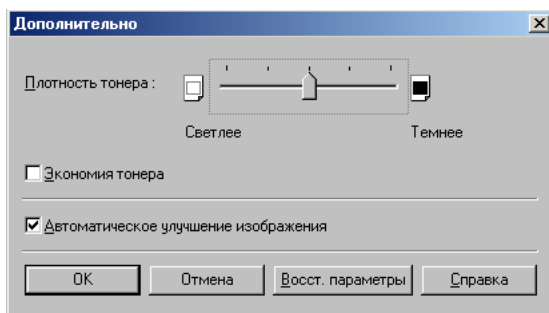 Дополнительно
Плотность тонера :
Светлее Темнее
Экономия тонера
Автоматическое улучшение изображения
OK Отмена Восст. параметры Справка